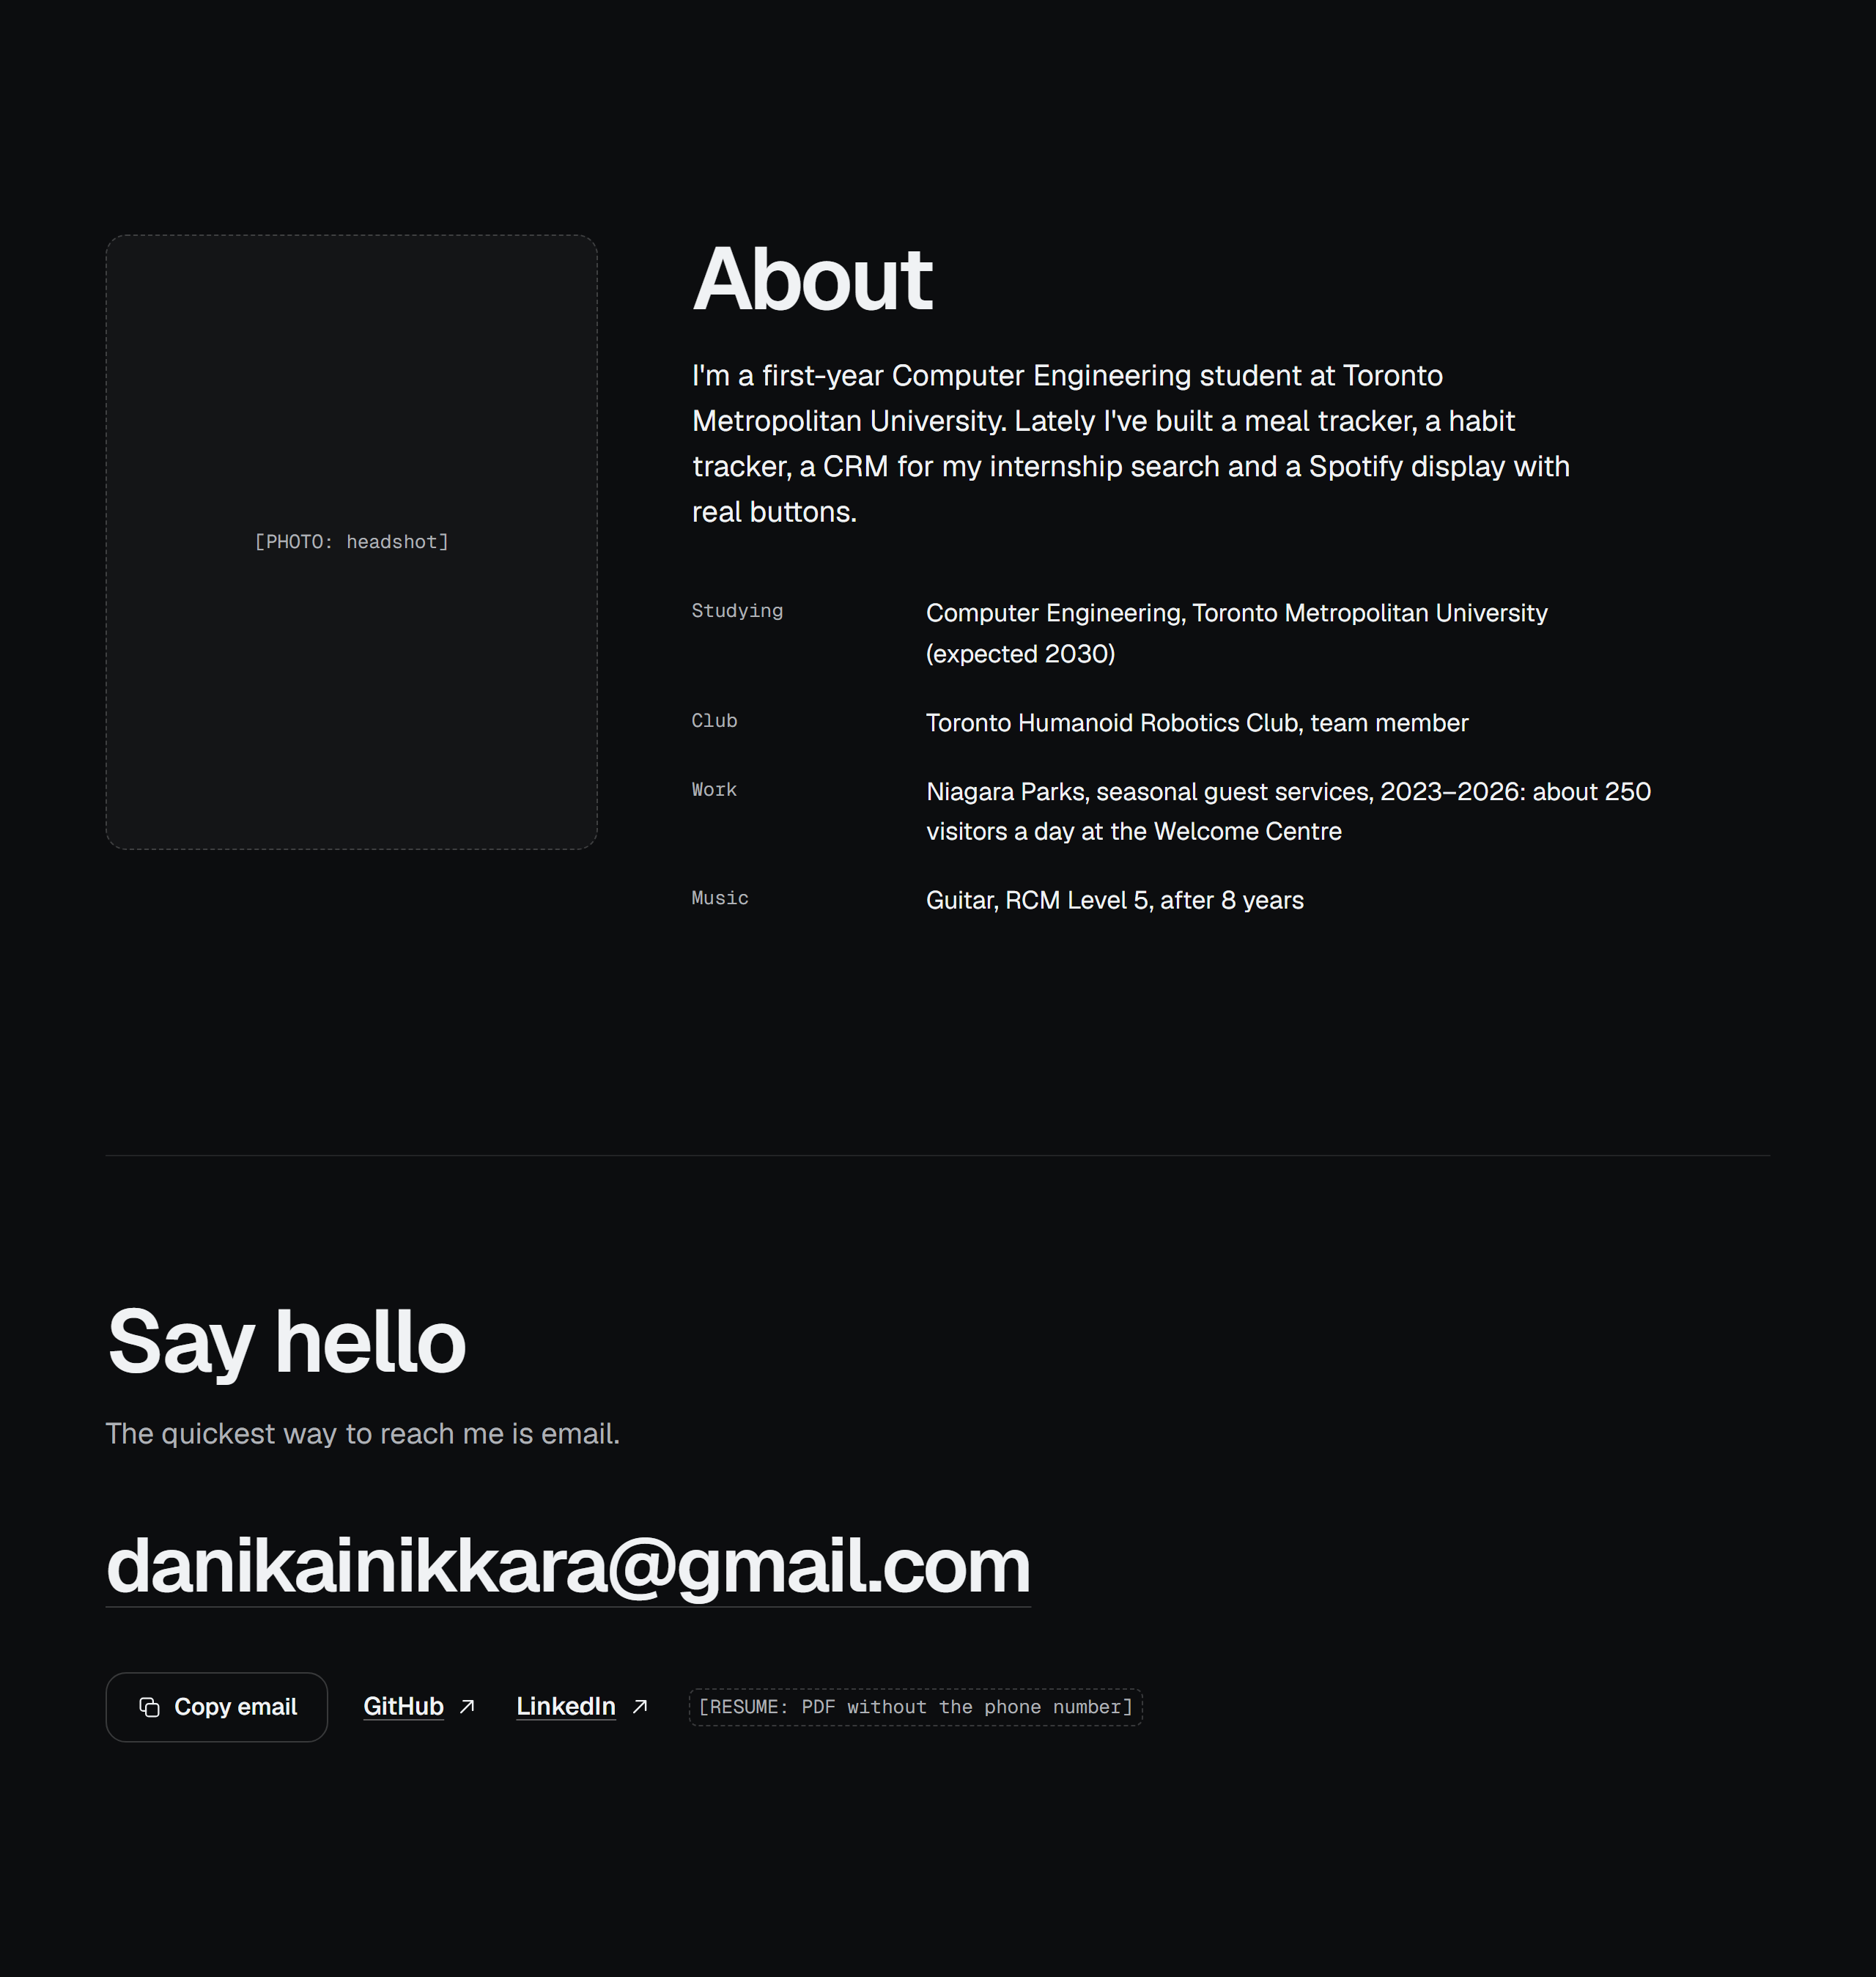 [PHOTO: headshot]
About
I'm a first-year Computer Engineering student at Toronto
Metropolitan University. Lately I've built a meal tracker, a habit
tracker, a CRM for my internship search and a Spotify display with
real buttons.
Studying
Computer Engineering, Toronto Metropolitan University
(expected 2030)
Club
Toronto Humanoid Robotics Club, team member
Work
Niagara Parks, seasonal guest services, 2023–2026: about 250
visitors a day at the Welcome Centre
Music
Guitar, RCM Level 5, after 8 years
Say hello
The quickest way to reach me is email.
danikainikkara@gmail.com
Copy email
GitHub
LinkedIn
[RESUME: PDF without the phone number]